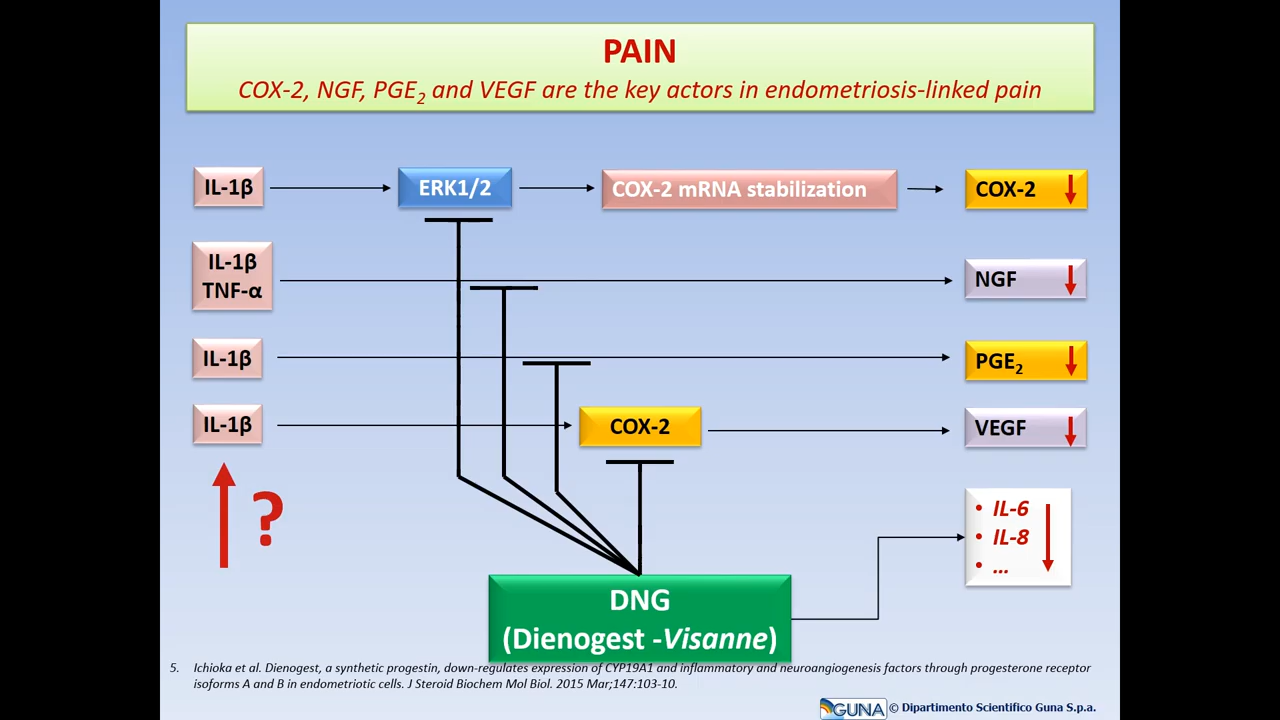 PAIN
COX-2, NGF, PGE2 and VEGF are the key actors in endometriosis-linked pain
IL-1β
ERK1/2
COX-2 mRNA stabilization
COX-2
IL-1β
TNF-α
NGF
IL-1β
PGE2
IL-1β
COX-2
VEGF
?
• IL-6
• IL-8
• ...
DNG
(Dienogest -Visanne)
5. Ichioka et al. Dienogest, a synthetic progestin, down-regulates expression of CYP19A1 and inflammatory and neuroangiogenesis factors through progesterone receptor
isoforms A and B in endometriotic cells. J Steroid Biochem Mol Biol. 2015 Mar;147:103-10.
GUNA © Dipartimento Scientifico Guna S.p.a.